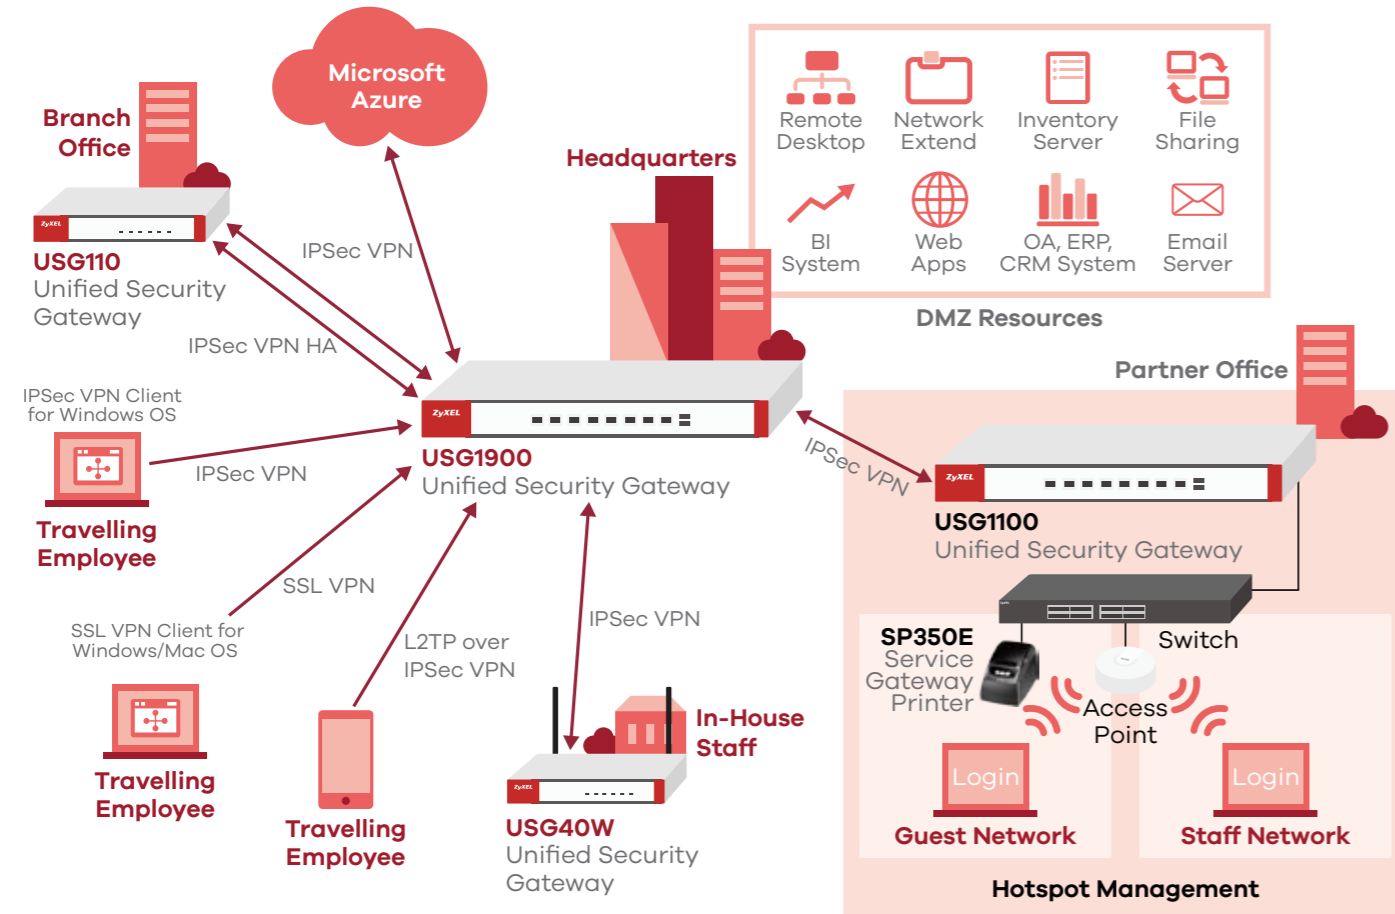 Microsoft
Azure
Branch
Office
ZyXEL
USG110
Unified Security
Gateway
IPSec VPN
IPSec VPN HA
Headquarters
Remote
Desktop
Network
Extend
Inventory
Server
File
Sharing
BI
System
Web
Apps
OA, ERP,
CRM System
Email
Server
DMZ Resources
ZyXEL
USG1900
Unified Security Gateway
IPSec VPN Client
for Windows OS
IPSec VPN
Travelling
Employee
SSL VPN
SSL VPN Client for
Windows/Mac OS
Travelling
Employee
L2TP over
IPSec VPN
Travelling
Employee
IPSec VPN
In-House
Staff
ZyXEL
USG40W
Unified Security
Gateway
IPSec VPN
Partner Office
ZyXEL
USG1100
Unified Security Gateway
Switch
SP350E
Service
Gateway
Printer
Access
Point
Login
Guest Network
Login
Staff Network
Hotspot Management